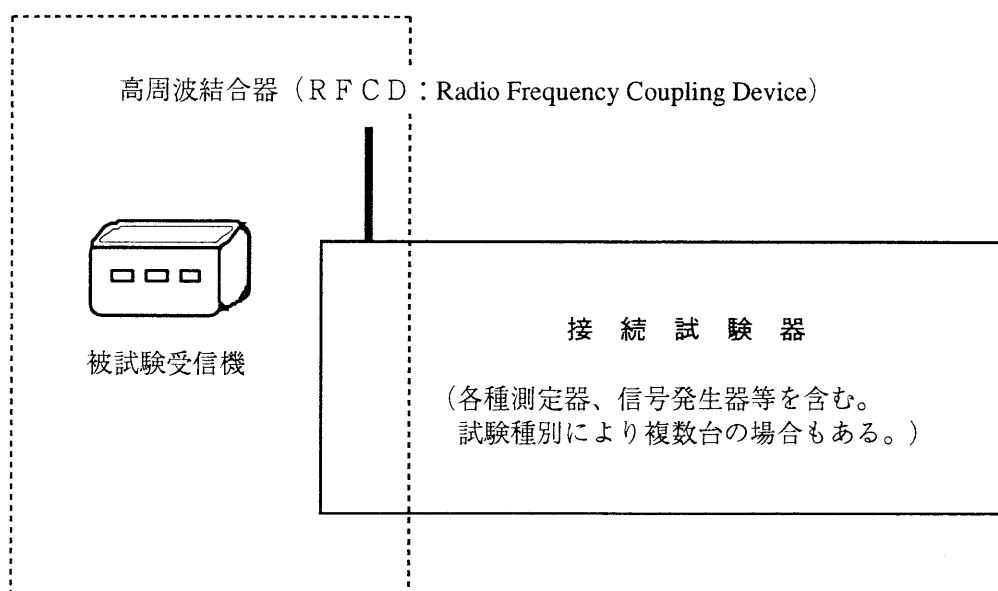 高周波結合器(RFCD:Radio Frequency Coupling Device)
被試験受信機
接続試験器
(各種測定器、信号発生器等を含む。
試験種別により複数台の場合もある。)